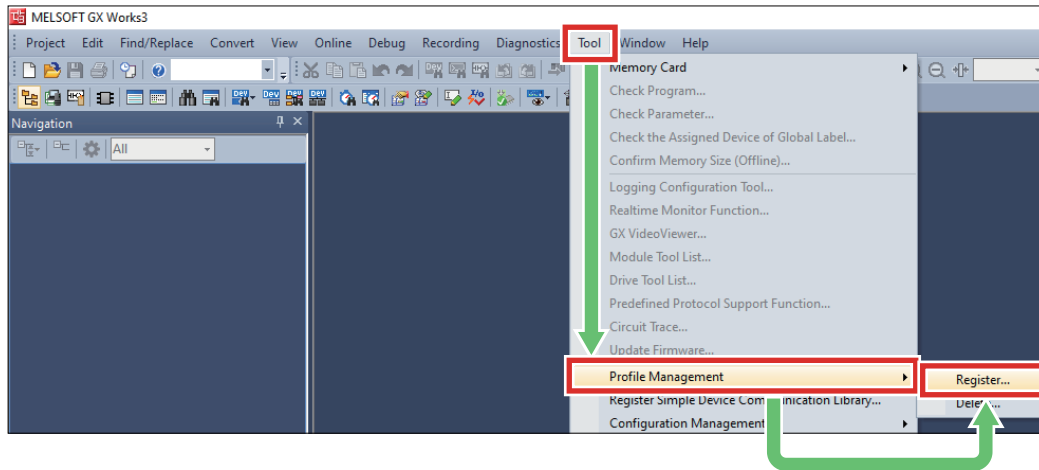 MELSOFT GX Works3
Project Edit Find/Replace Convert View Online Debug Recording Diagnostics Tool Window Help
Navigation
All
Memory Card
Check Program...
Check Parameter...
Check the Assigned Device of Global Label...
Confirm Memory Size (Offline)...
Logging Configuration Tool...
Realtime Monitor Function...
GX VideoViewer...
Module Tool List...
Drive Tool List...
Predefined Protocol Support Function...
Circuit Trace...
Update Firmware...
Profile Management
Register...
Register Simple Device Communication Library...
Delete...
Configuration Management